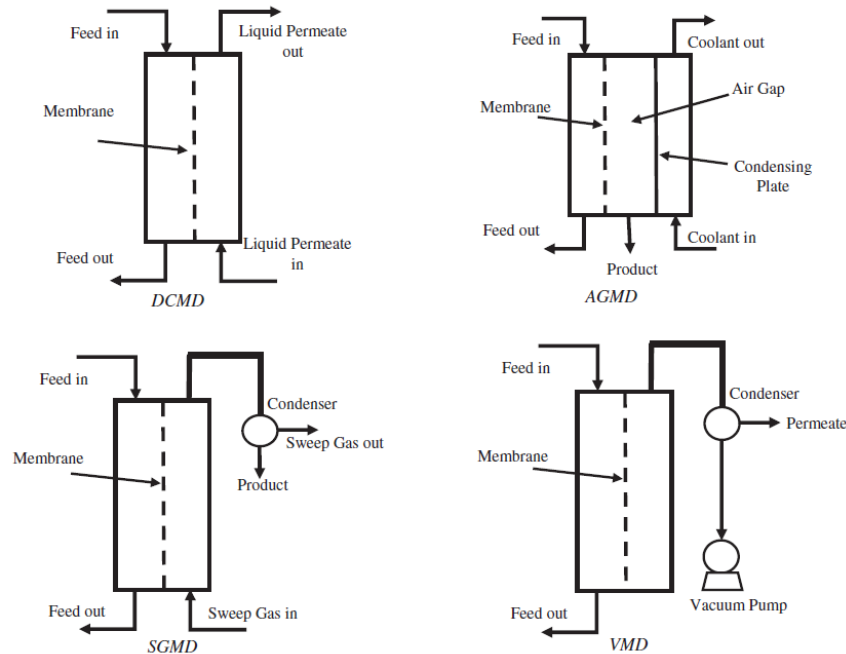 Feed in
Liquid Permeate
out
Membrane
Feed out
Liquid Permeate
in
DCMD
Feed in
Coolant out
Air Gap
Membrane
Condensing
Plate
Feed out
Coolant in
Product
AGMD
Feed in
Condenser
Sweep Gas out
Membrane
Product
Feed out
Sweep Gas in
SGMD
Feed in
Condenser
Permeate
Membrane
Feed out
Vacuum Pump
VMD